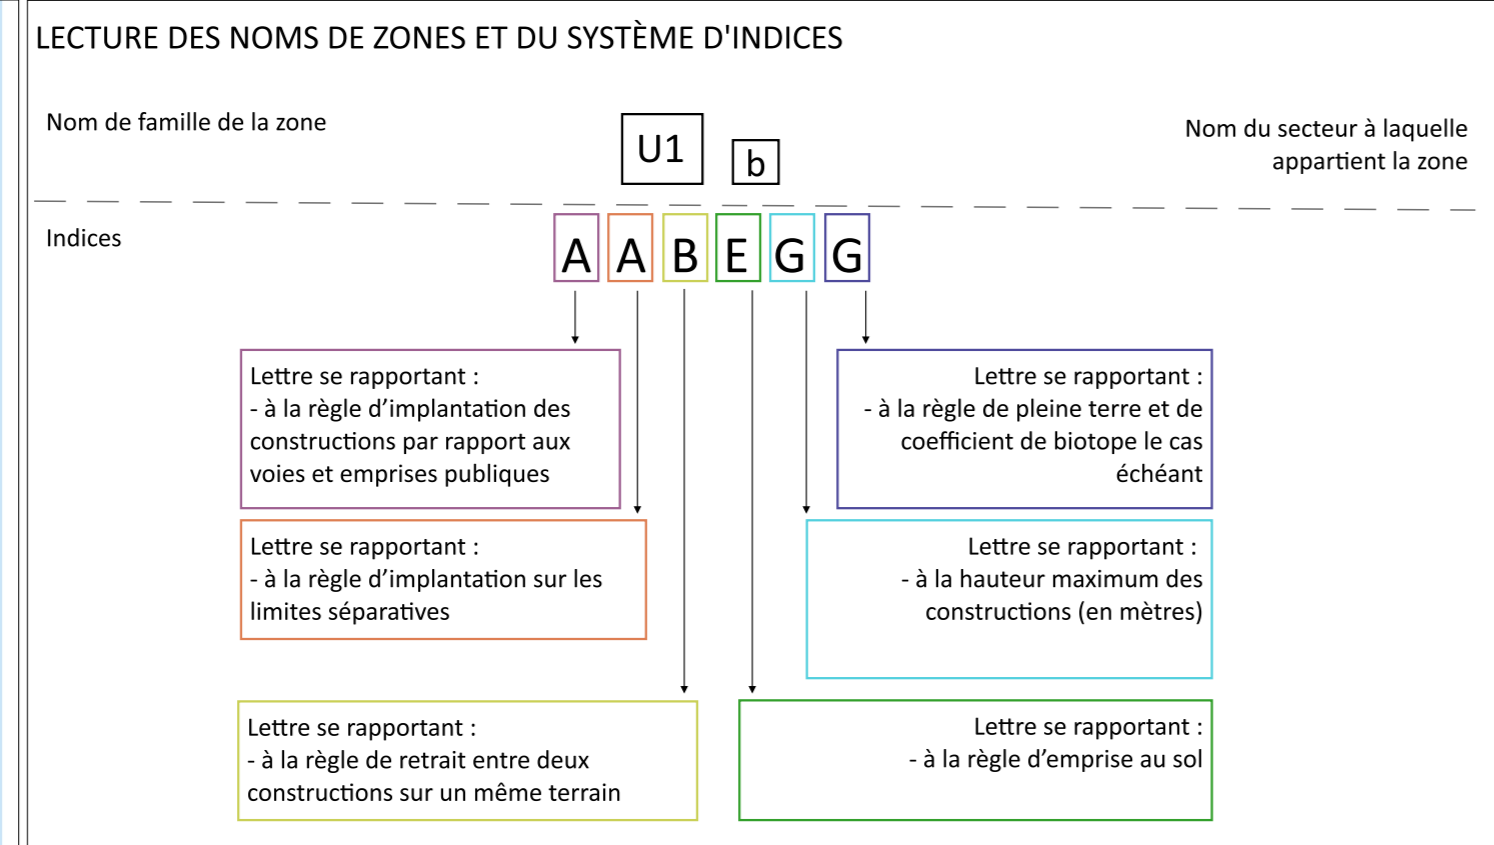 LECTURE DES NOMS DE ZONES ET DU SYSTÈME D'INDICES
Nom de famille de la zone
U1
b
Nom du secteur à laquelle
appartient la zone
Indices
A A B E G G
Lettre se rapportant :
- à la règle d’implantation des
constructions par rapport aux
voies et emprises publiques
Lettre se rapportant :
- à la règle de pleine terre et de
coefficient de biotope le cas
échéant
Lettre se rapportant :
- à la règle d’implantation sur les
limites séparatives
Lettre se rapportant :
- à la hauteur maximum des
constructions (en mètres)
Lettre se rapportant :
- à la règle de retrait entre deux
constructions sur un même terrain
Lettre se rapportant :
- à la règle d’emprise au sol